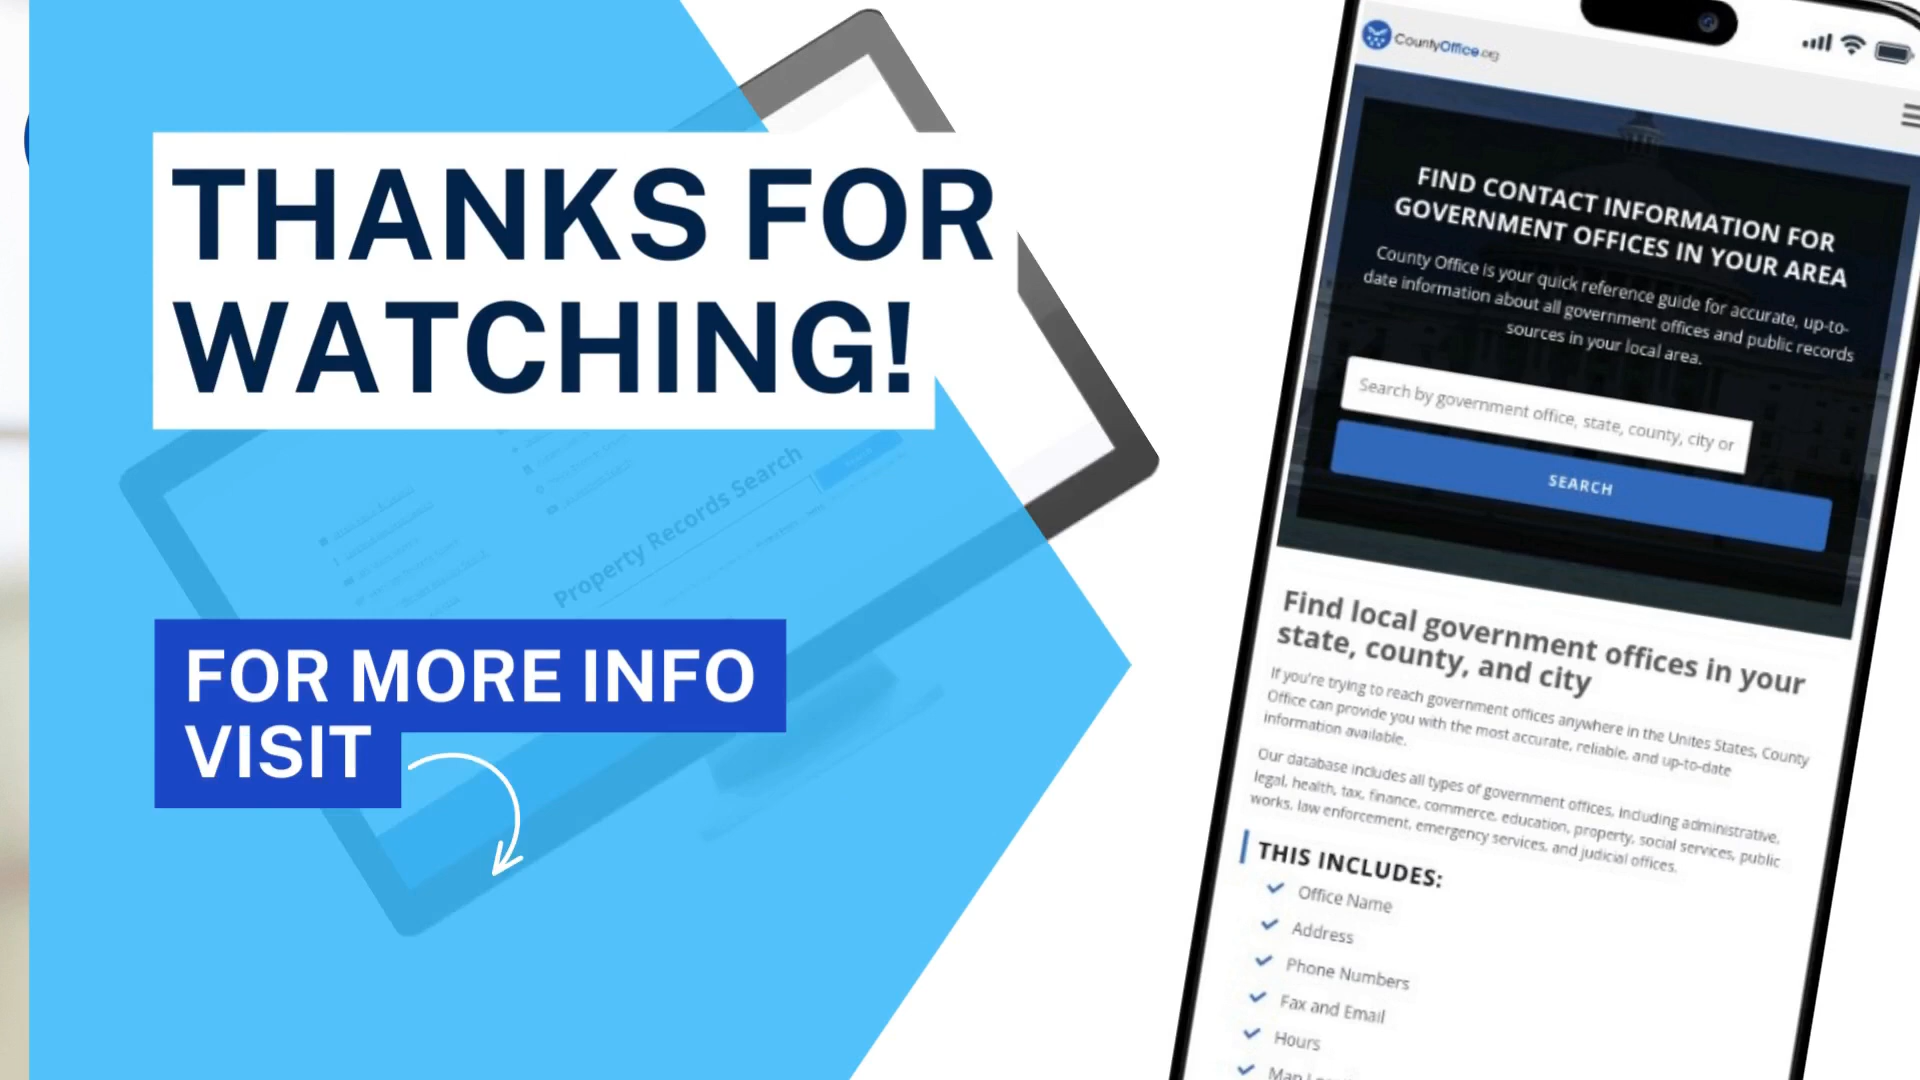 THANKS FOR
WATCHING!
Property Records Search
FOR MORE INFO
VISIT
CountyOffice.org
FIND CONTACT INFORMATION FOR
GOVERNMENT OFFICES IN YOUR AREA
County Office is your quick reference guide for accurate, up-to-
date information about all government offices and public records
sources in your local area.
Search by government office, state, county, city or
SEARCH
Find local government offices in your
state, county, and city
If you're trying to reach government offices anywhere in the Unites States, County
Office can provide you with the most accurate, reliable, and up-to-date
information available.
Our database includes all types of government offices, including administrative,
legal, health, tax, finance, commerce, education, property, social services, public
works, law enforcement, emergency services, and judicial offices.
THIS INCLUDES:
Office Name
Address
Phone Numbers
Fax and Email
Hours
Map